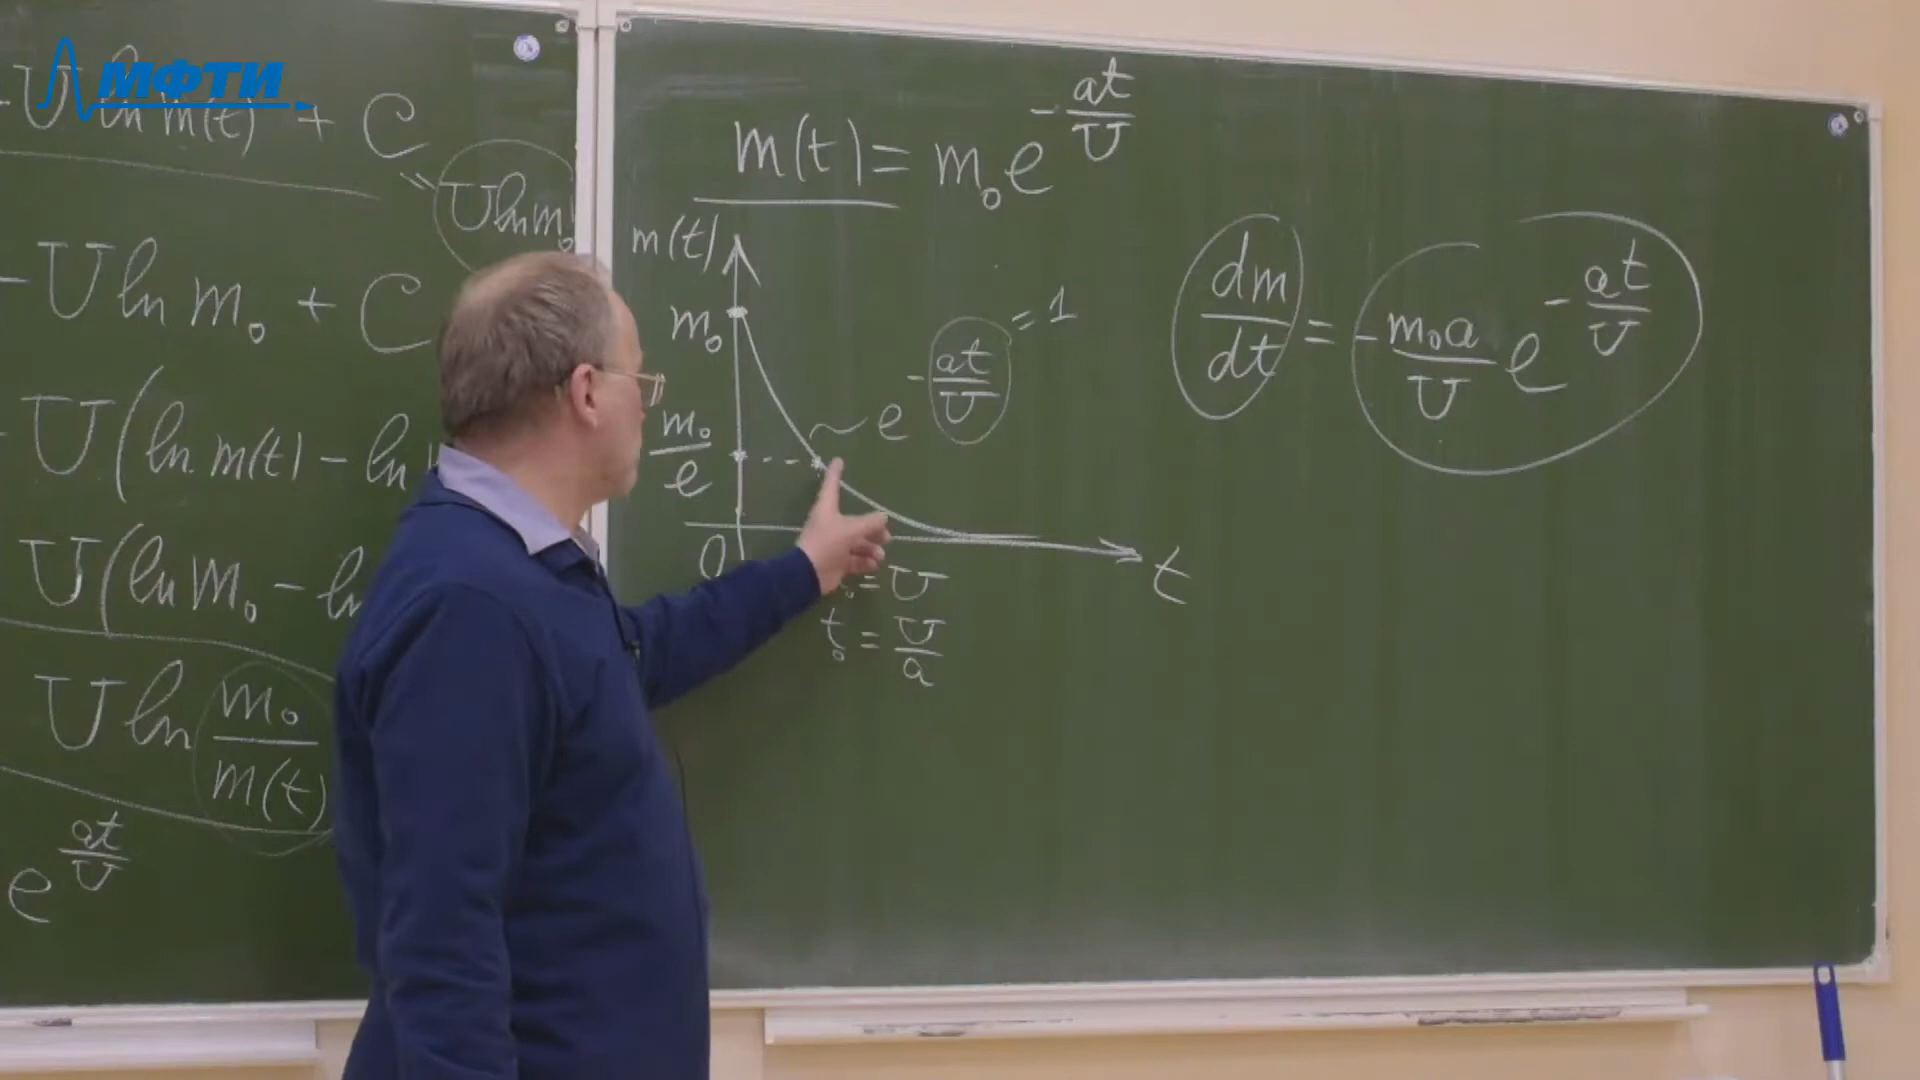 МФТИ
-U ln m(t) + C
= U ln m₀
-U ln m₀ + C
-U(ln m(t) - ln
U(ln m₀ - ln
U ln m₀/m(t)
e^(at/U)
m(t) = m₀e^(-at/U)
m(t)
m₀
~ e^(-at/U) = 1
m₀/e
0
t
= U
t₀ = U/a
dm/dt = -m₀a/U e^(-at/U)